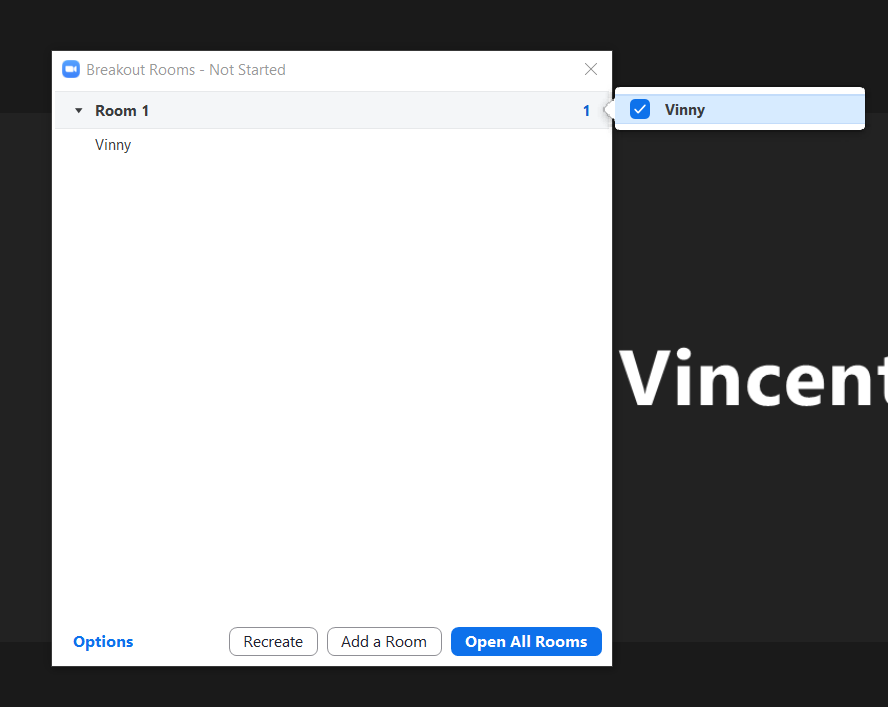 Breakout Rooms - Not Started
Room 1 1
Vinny
Vinny
Vincent
Options Recreate Add a Room Open All Rooms